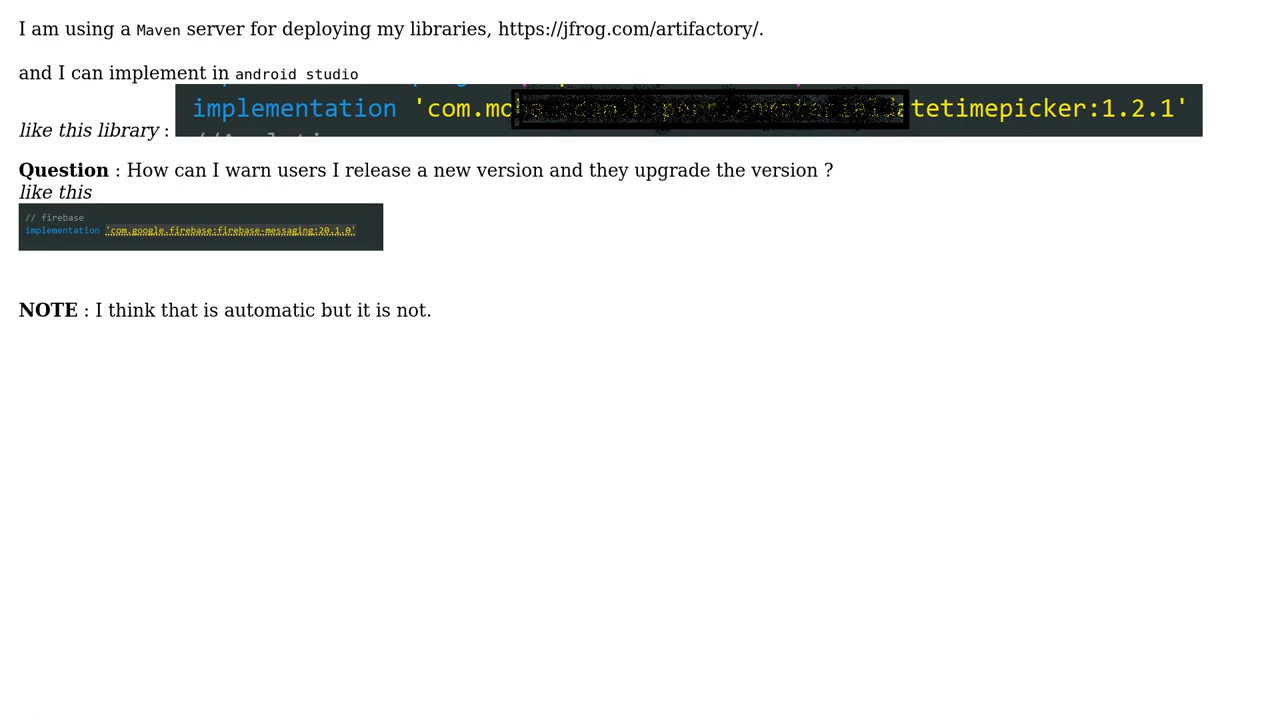 I am using a Maven server for deploying my libraries, https://jfrog.com/artifactory/.
and I can implement in android studio
implementation 'com.mo atetimepicker:1.2.1'
like this library :
Question : How can I warn users I release a new version and they upgrade the version ?
like this
// firebase
implementation 'com.google.firebase:firebase-messaging:20.1.0'
NOTE : I think that is automatic but it is not.